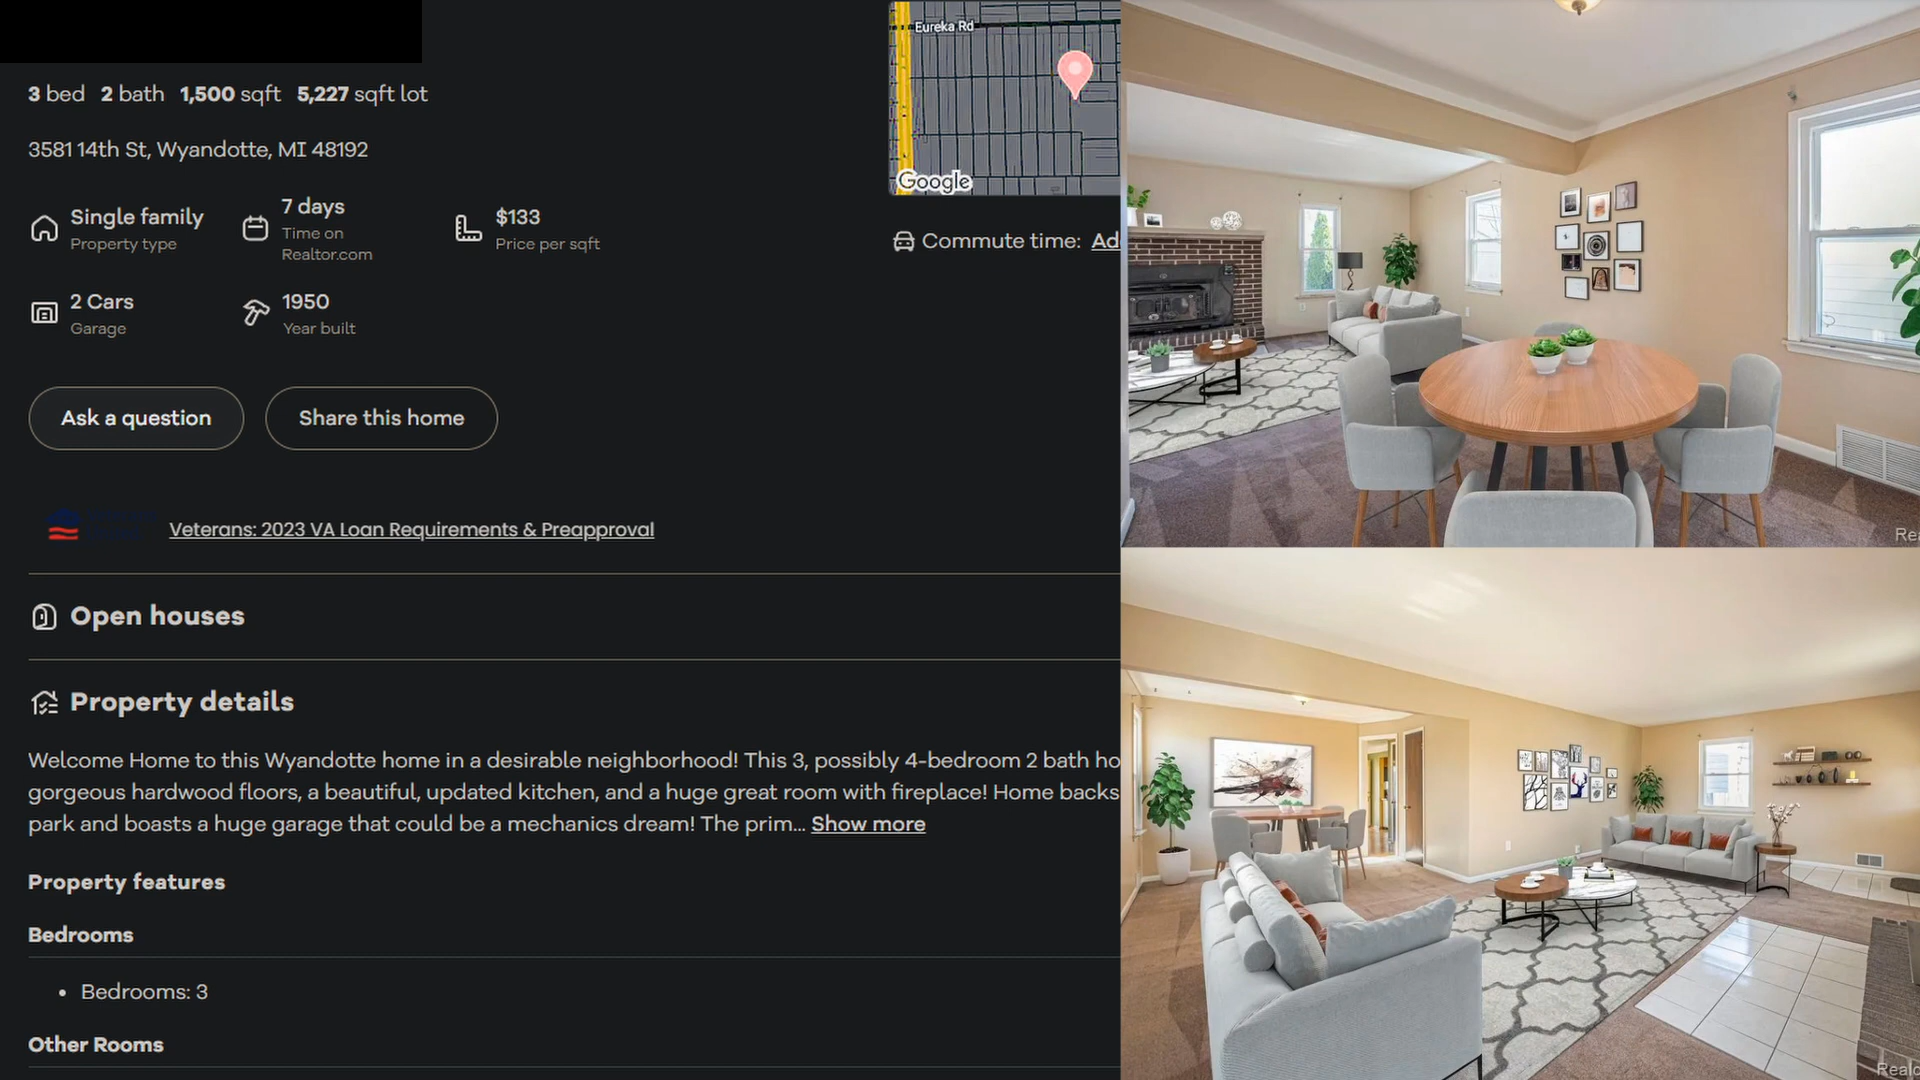 Eureka Rd
Google
3 bed 2 bath 1,500 sqft 5,227 sqft lot
3581 14th St, Wyandotte, MI 48192
Single family
Property type
7 days
Time on
Realtor.com
$133
Price per sqft
Commute time: Ad
2 Cars
Garage
1950
Year built
Ask a question
Share this home
Veterans: 2023 VA Loan Requirements & Preapproval
Open houses
Property details
Welcome Home to this Wyandotte home in a desirable neighborhood! This 3, possibly 4-bedroom 2 bath ho
gorgeous hardwood floors, a beautiful, updated kitchen, and a huge great room with fireplace! Home backs
park and boasts a huge garage that could be a mechanics dream! The prim... Show more
Property features
Bedrooms
• Bedrooms: 3
Other Rooms
Rea
Realc